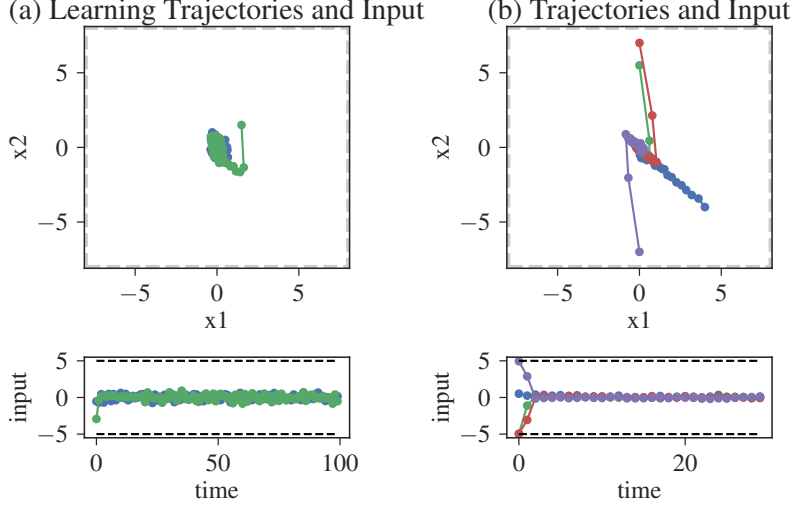 (a) Learning Trajectories and Input
(b) Trajectories and Input
5
0
−5
x2
−5 0 5
x1
5
0
−5
x2
−5 0 5
x1
5
0
−5
input
0 50 100
time
5
0
−5
input
0 20
time